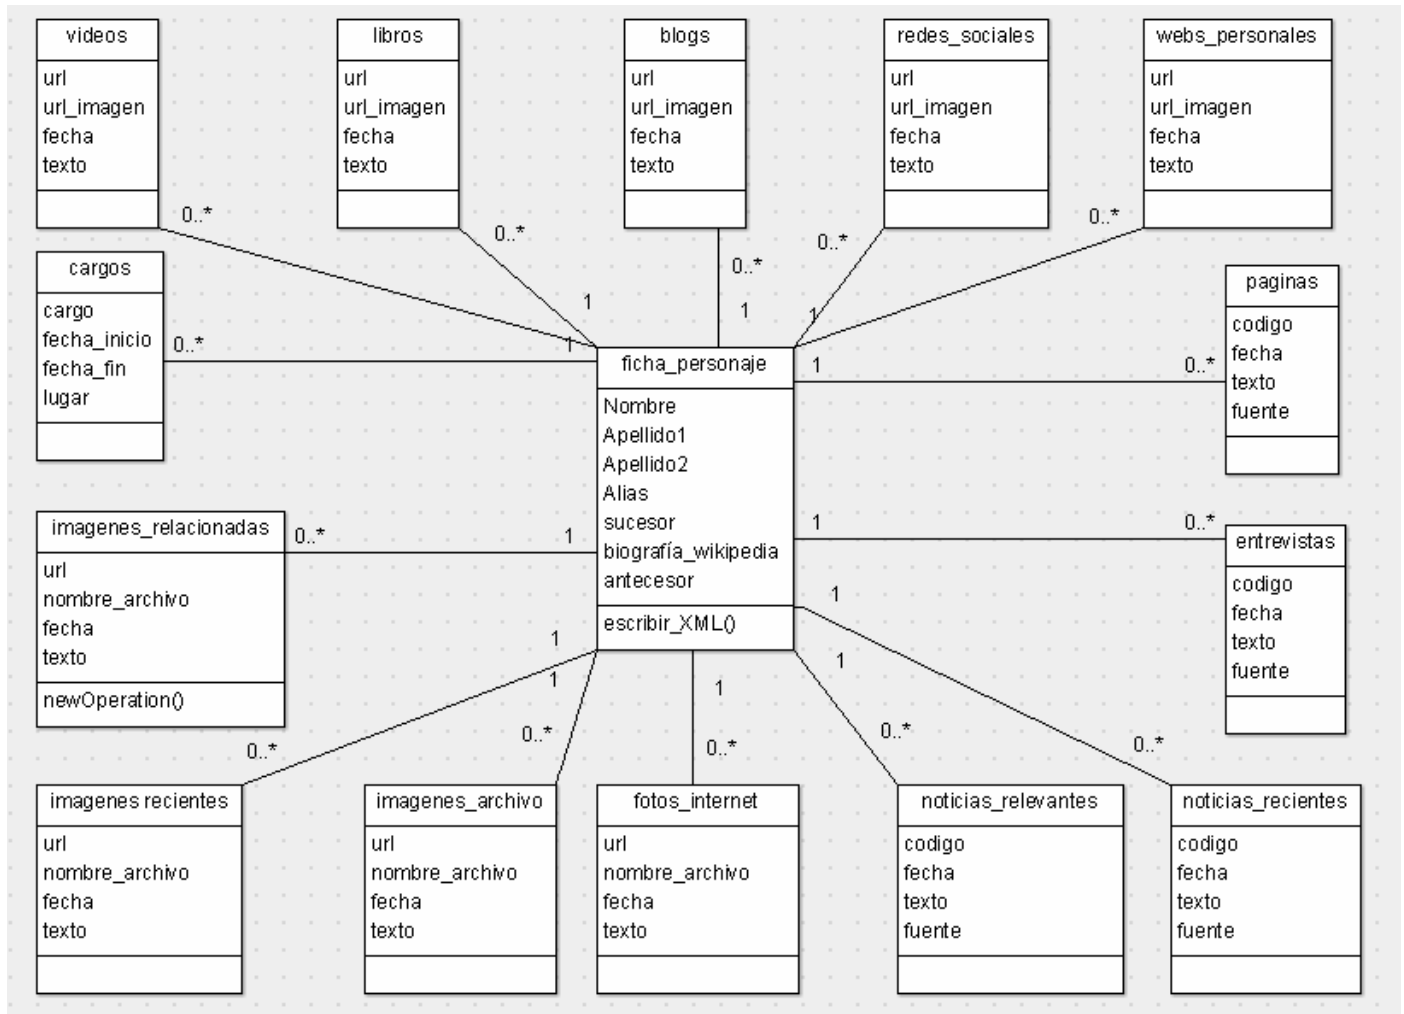 videos
url
url_imagen
fecha
texto
libros
url
url_imagen
fecha
texto
blogs
url
url_imagen
fecha
texto
redes_sociales
url
url_imagen
fecha
texto
webs_personales
url
url_imagen
fecha
texto
0..*
0..*
0..*
0..*
0..*
1
1
1
cargos
cargo
fecha_inicio
fecha_fin
lugar
0..*
1
ficha_personaje
Nombre
Apellido1
Apellido2
Alias
sucesor
biografía_wikipedia
antecesor
escribir_XML()
1
0..*
paginas
codigo
fecha
texto
fuente
imagenes_relacionadas
url
nombre_archivo
fecha
texto
newOperation()
0..*
1
1
0..*
entrevistas
codigo
fecha
texto
fuente
1
1
1
1
1
0..*
0..*
0..*
0..*
0..*
imagenes recientes
url
nombre_archivo
fecha
texto
imagenes_archivo
url
nombre_archivo
fecha
texto
fotos_internet
url
nombre_archivo
fecha
texto
noticias_relevantes
codigo
fecha
texto
fuente
noticias_recientes
codigo
fecha
texto
fuente